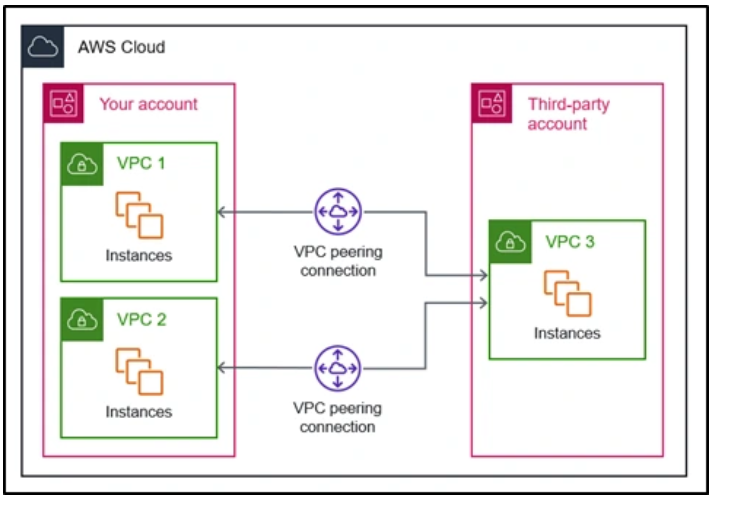 AWS Cloud
Your account
Third-party
account
VPC 1
Instances
VPC peering
connection
VPC 3
Instances
VPC 2
Instances
VPC peering
connection